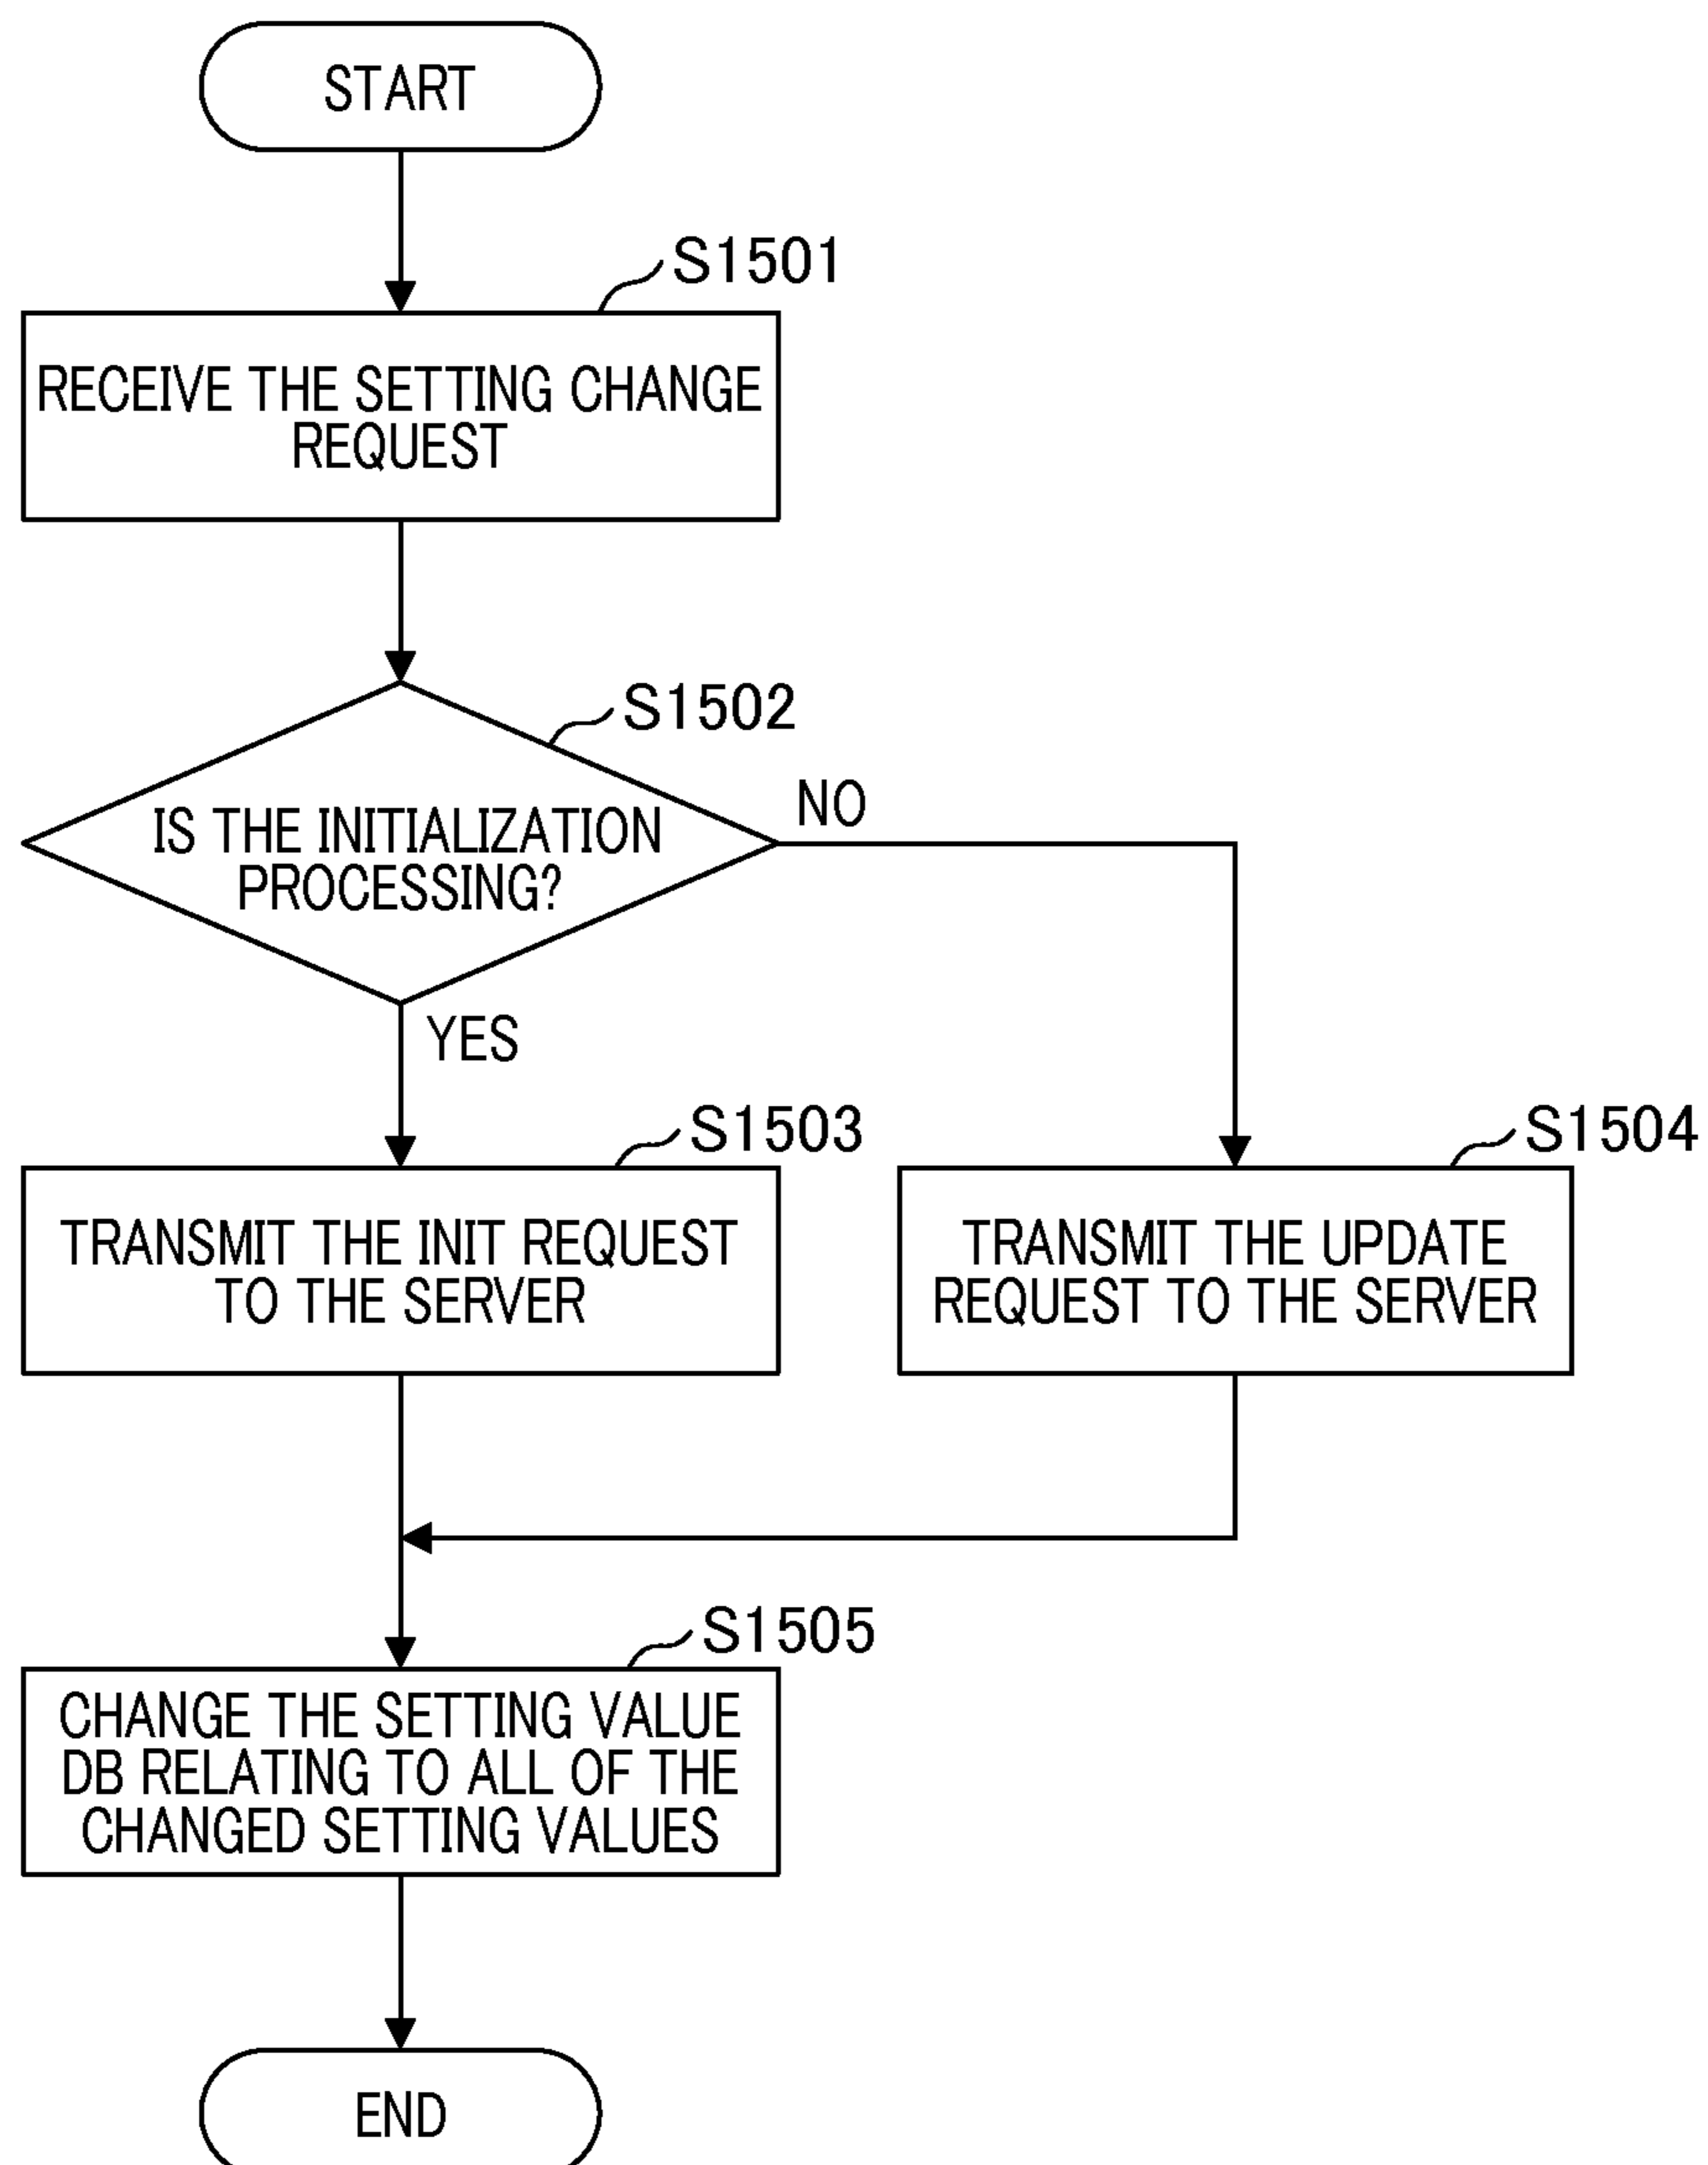 START
S1501
RECEIVE THE SETTING CHANGE
REQUEST
S1502
IS THE INITIALIZATION
PROCESSING?
NO
YES
S1503
TRANSMIT THE INIT REQUEST
TO THE SERVER
S1504
TRANSMIT THE UPDATE
REQUEST TO THE SERVER
S1505
CHANGE THE SETTING VALUE
DB RELATING TO ALL OF THE
CHANGED SETTING VALUES
END